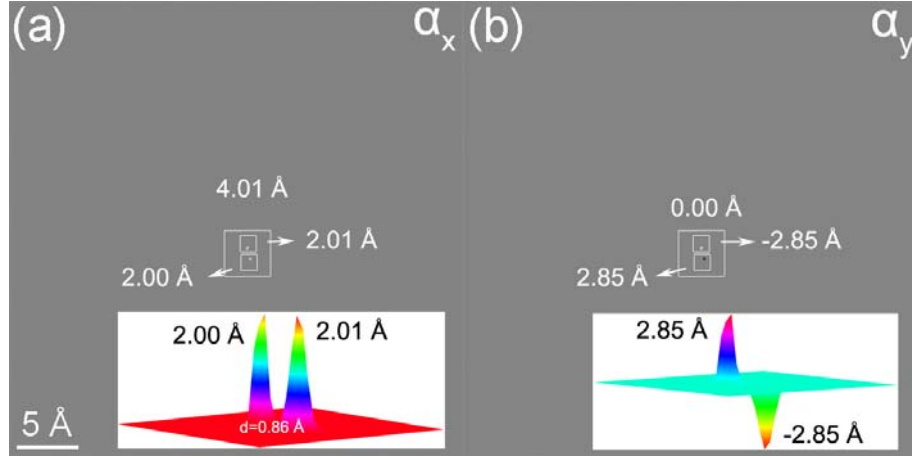 (a)
αx
4.01 Å
2.01 Å
2.00 Å
2.00 Å
2.01 Å
d=0.86 Å
5 Å
(b)
αy
0.00 Å
-2.85 Å
2.85 Å
2.85 Å
-2.85 Å